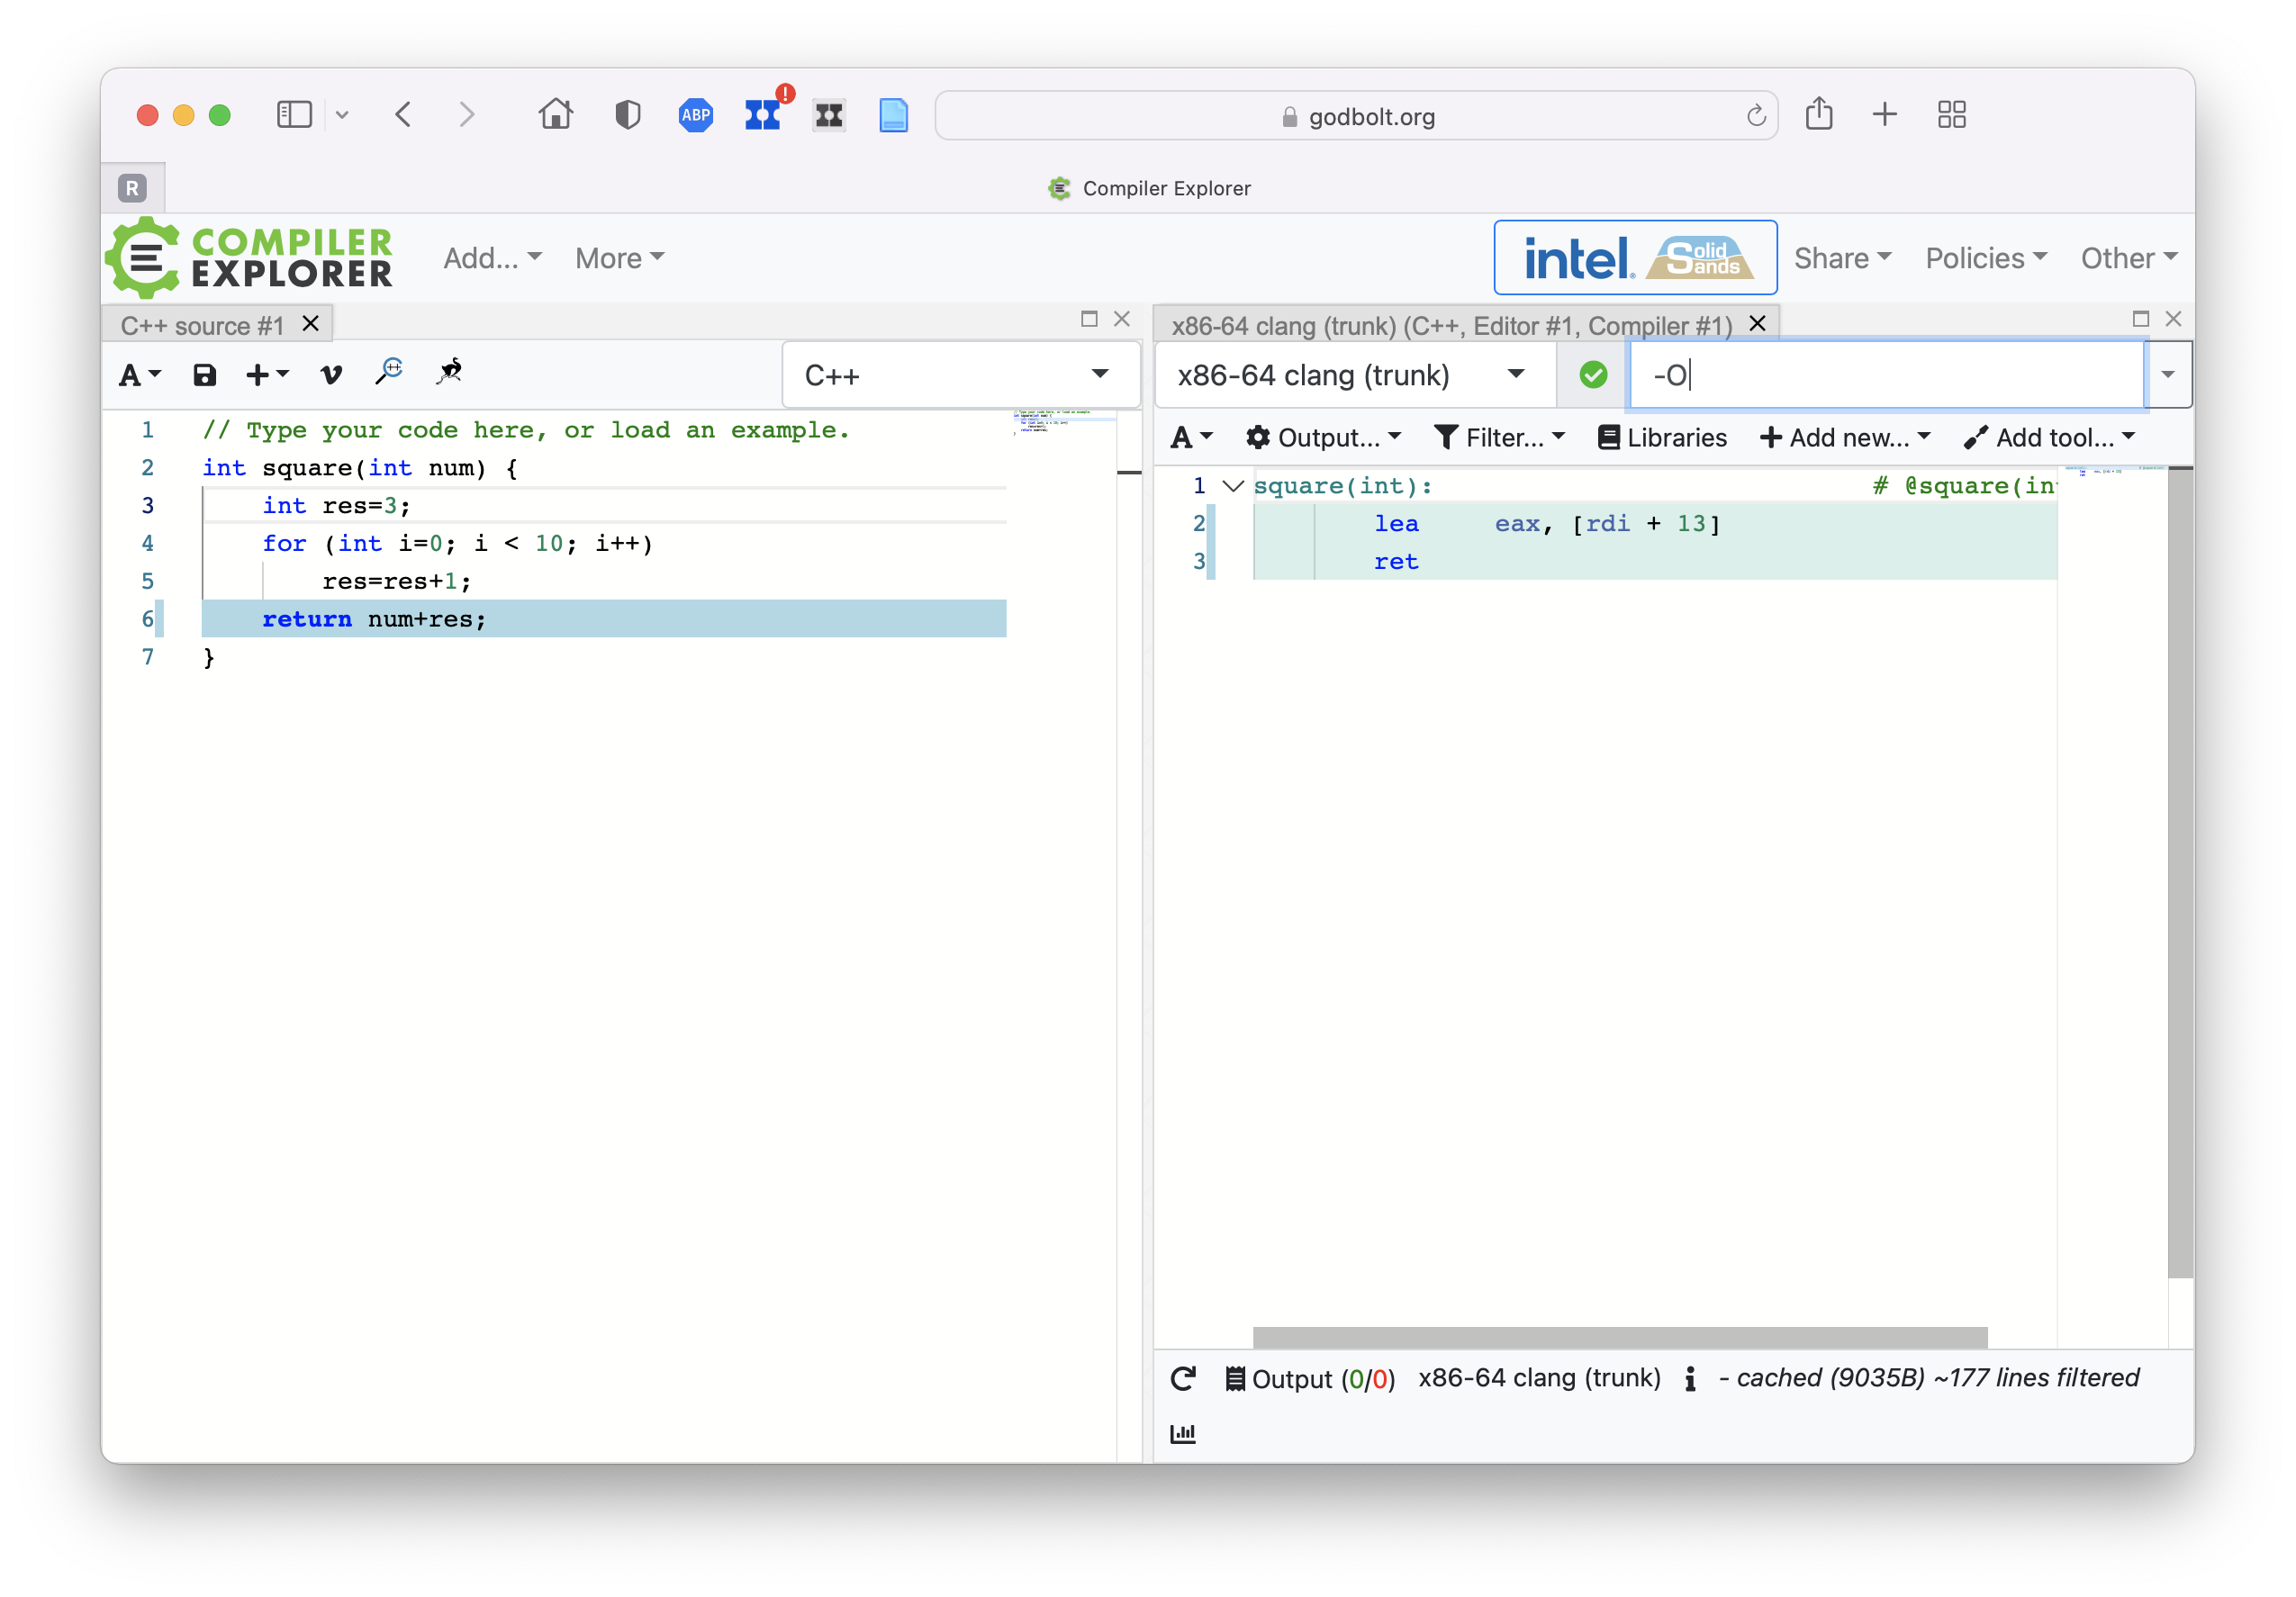 ABP
!
godbolt.org
R
Compiler Explorer
COMPILER
EXPLORER
Add...
More
intel.
Solid
Sands
Share
Policies
Other
C++ source #1
x86-64 clang (trunk) (C++, Editor #1, Compiler #1)
A
C++
x86-64 clang (trunk)
-O
A
Output...
Filter...
Libraries
Add new...
Add tool...
1 // Type your code here, or load an example.
2 int square(int num) {
3 int res=3;
4 for (int i=0; i < 10; i++)
5 res=res+1;
6 return num+res;
7 }
1 square(int): # @square(in
2 lea eax, [rdi + 13]
3 ret
Output (0/0) x86-64 clang (trunk) i - cached (9035B) ~177 lines filtered